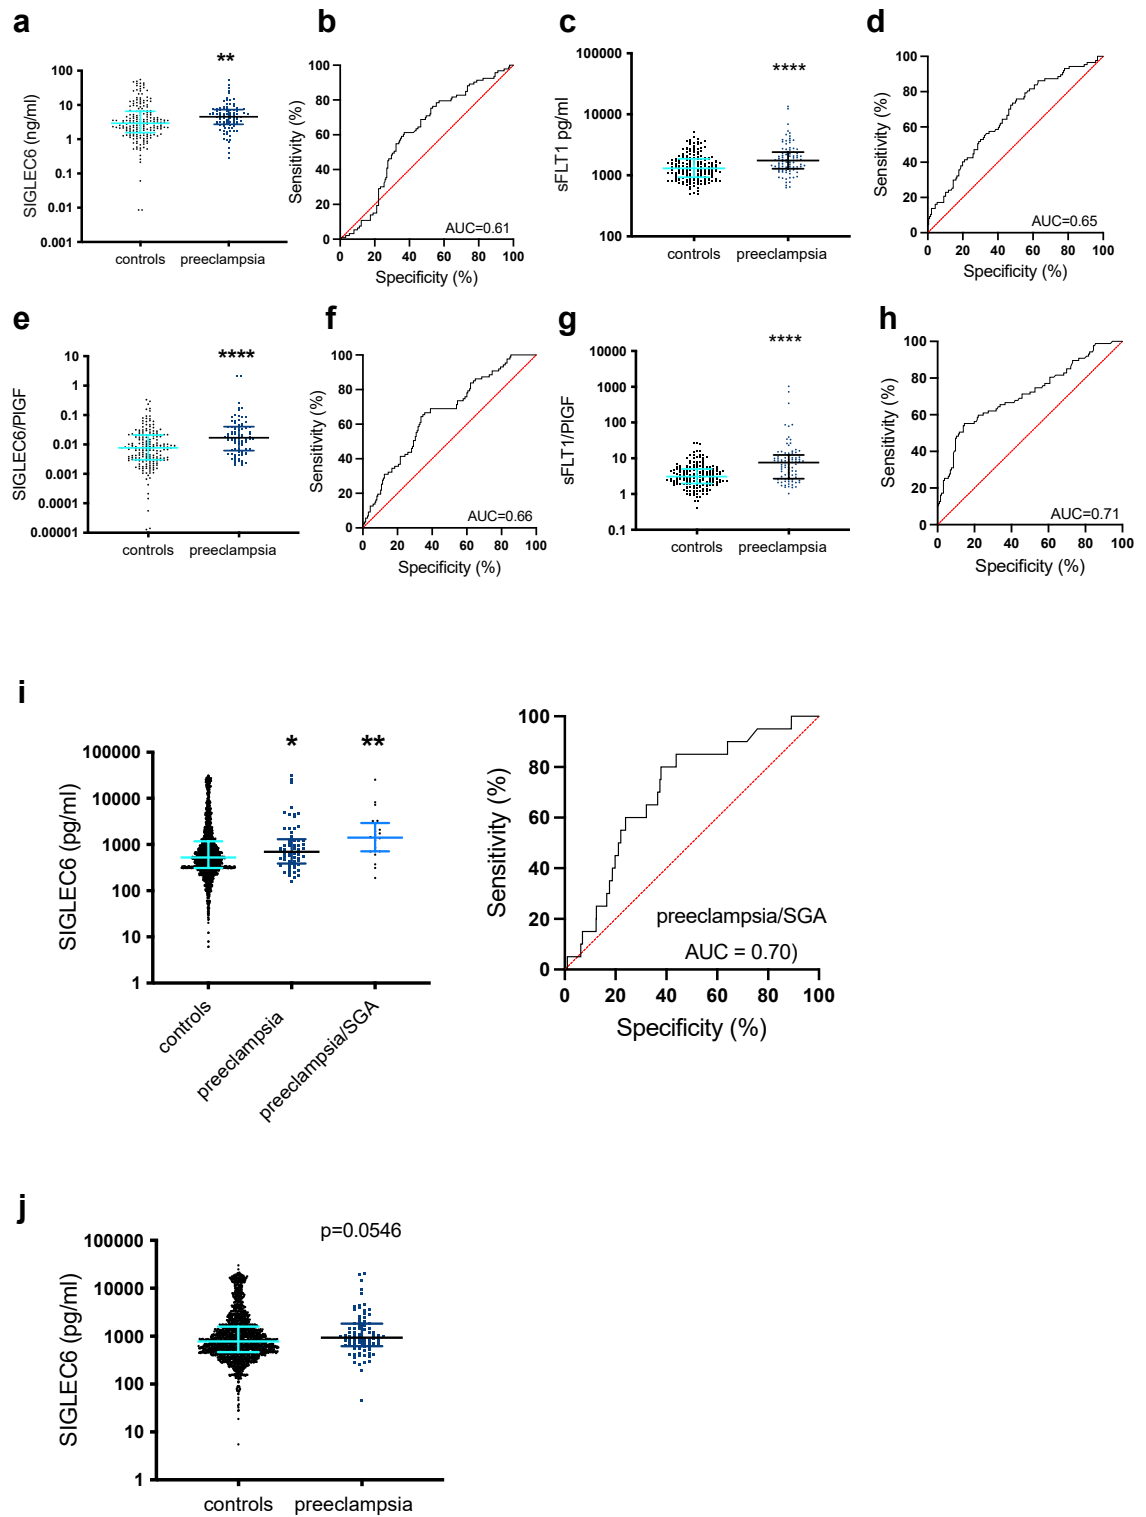 a
SIGLEC6 (ng/ml)
100
10
1
0.1
0.01
0.001
**
controls
preeclampsia
b
Sensitivity (%)
100
80
60
40
20
0
AUC=0.61
0 20 40 60 80 100
Specificity (%)
c
sFLT1 pg/ml
100000
10000
1000
100
****
controls
preeclampsia
d
Sensitivity (%)
100
80
60
40
20
0
AUC=0.65
0 20 40 60 80 100
Specificity (%)
e
SIGLEC6/PlGF
10
1
0.1
0.01
0.001
0.0001
0.00001
****
controls
preeclampsia
f
Sensitivity (%)
100
80
60
40
20
0
AUC=0.66
0 20 40 60 80 100
Specificity (%)
g
sFLT1/PlGF
10000
1000
100
10
1
0.1
****
controls
preeclampsia
h
Sensitivity (%)
100
80
60
40
20
0
AUC=0.71
0 20 40 60 80 100
Specificity (%)
i
SIGLEC6 (pg/ml)
100000
10000
1000
100
10
1
*
**
controls
preeclampsia
preeclampsia/SGA
Sensitivity (%)
100
80
60
40
20
0
preeclampsia/SGA
AUC = 0.70)
0 20 40 60 80 100
Specificity (%)
j
SIGLEC6 (pg/ml)
100000
10000
1000
100
10
1
p=0.0546
controls
preeclampsia